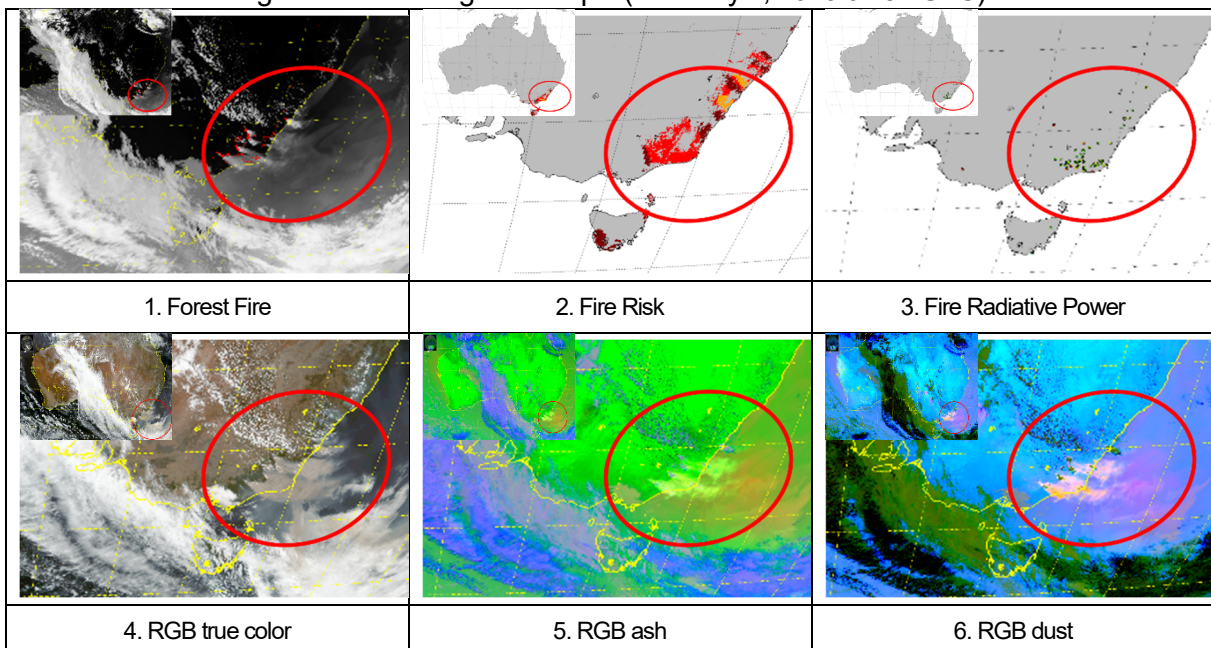 1. Forest Fire
2. Fire Risk
3. Fire Radiative Power
4. RGB true color
5. RGB ash
6. RGB dust